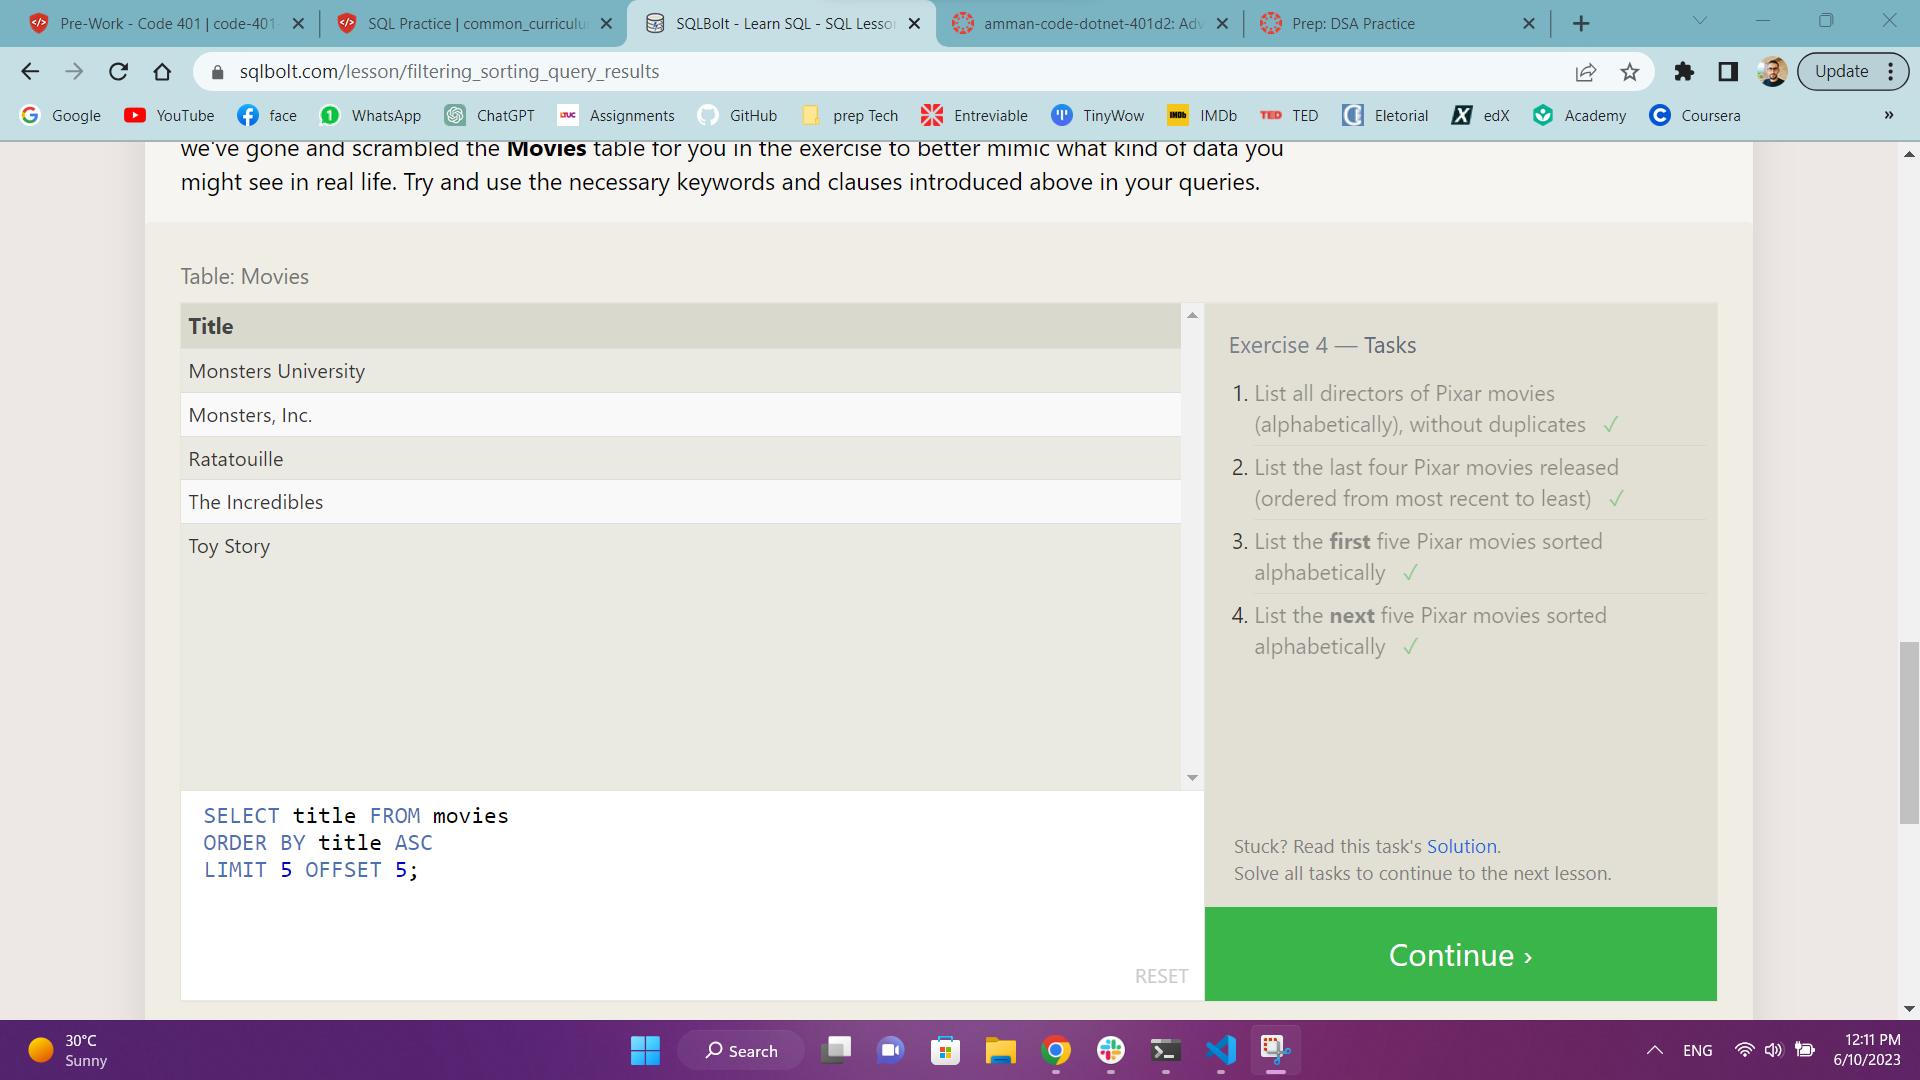 Pre-Work - Code 401 | code-401-
SQL Practice | common_curriculu
SQLBolt - Learn SQL - SQL Lesson
amman-code-dotnet-401d2: Adv
Prep: DSA Practice
sqlbolt.com/lesson/filtering_sorting_query_results
Update
Google
YouTube
face
WhatsApp
ChatGPT
LTUC
Assignments
GitHub
prep Tech
Entreviable
TinyWow
IMDb
IMDb
TED
TED
Eletorial
edX
Academy
Coursera
»
we've gone and scrambled the Movies table for you in the exercise to better mimic what kind of data you
might see in real life. Try and use the necessary keywords and clauses introduced above in your queries.
Table: Movies
Title
Monsters University
Monsters, Inc.
Ratatouille
The Incredibles
Toy Story
SELECT title FROM movies
ORDER BY title ASC
LIMIT 5 OFFSET 5;
RESET
Exercise 4 — Tasks
1. List all directors of Pixar movies
(alphabetically), without duplicates ✓
2. List the last four Pixar movies released
(ordered from most recent to least) ✓
3. List the first five Pixar movies sorted
alphabetically ✓
4. List the next five Pixar movies sorted
alphabetically ✓
Stuck? Read this task's Solution.
Solve all tasks to continue to the next lesson.
Continue ›
30°C
Sunny
Search
ENG
12:11 PM
6/10/2023